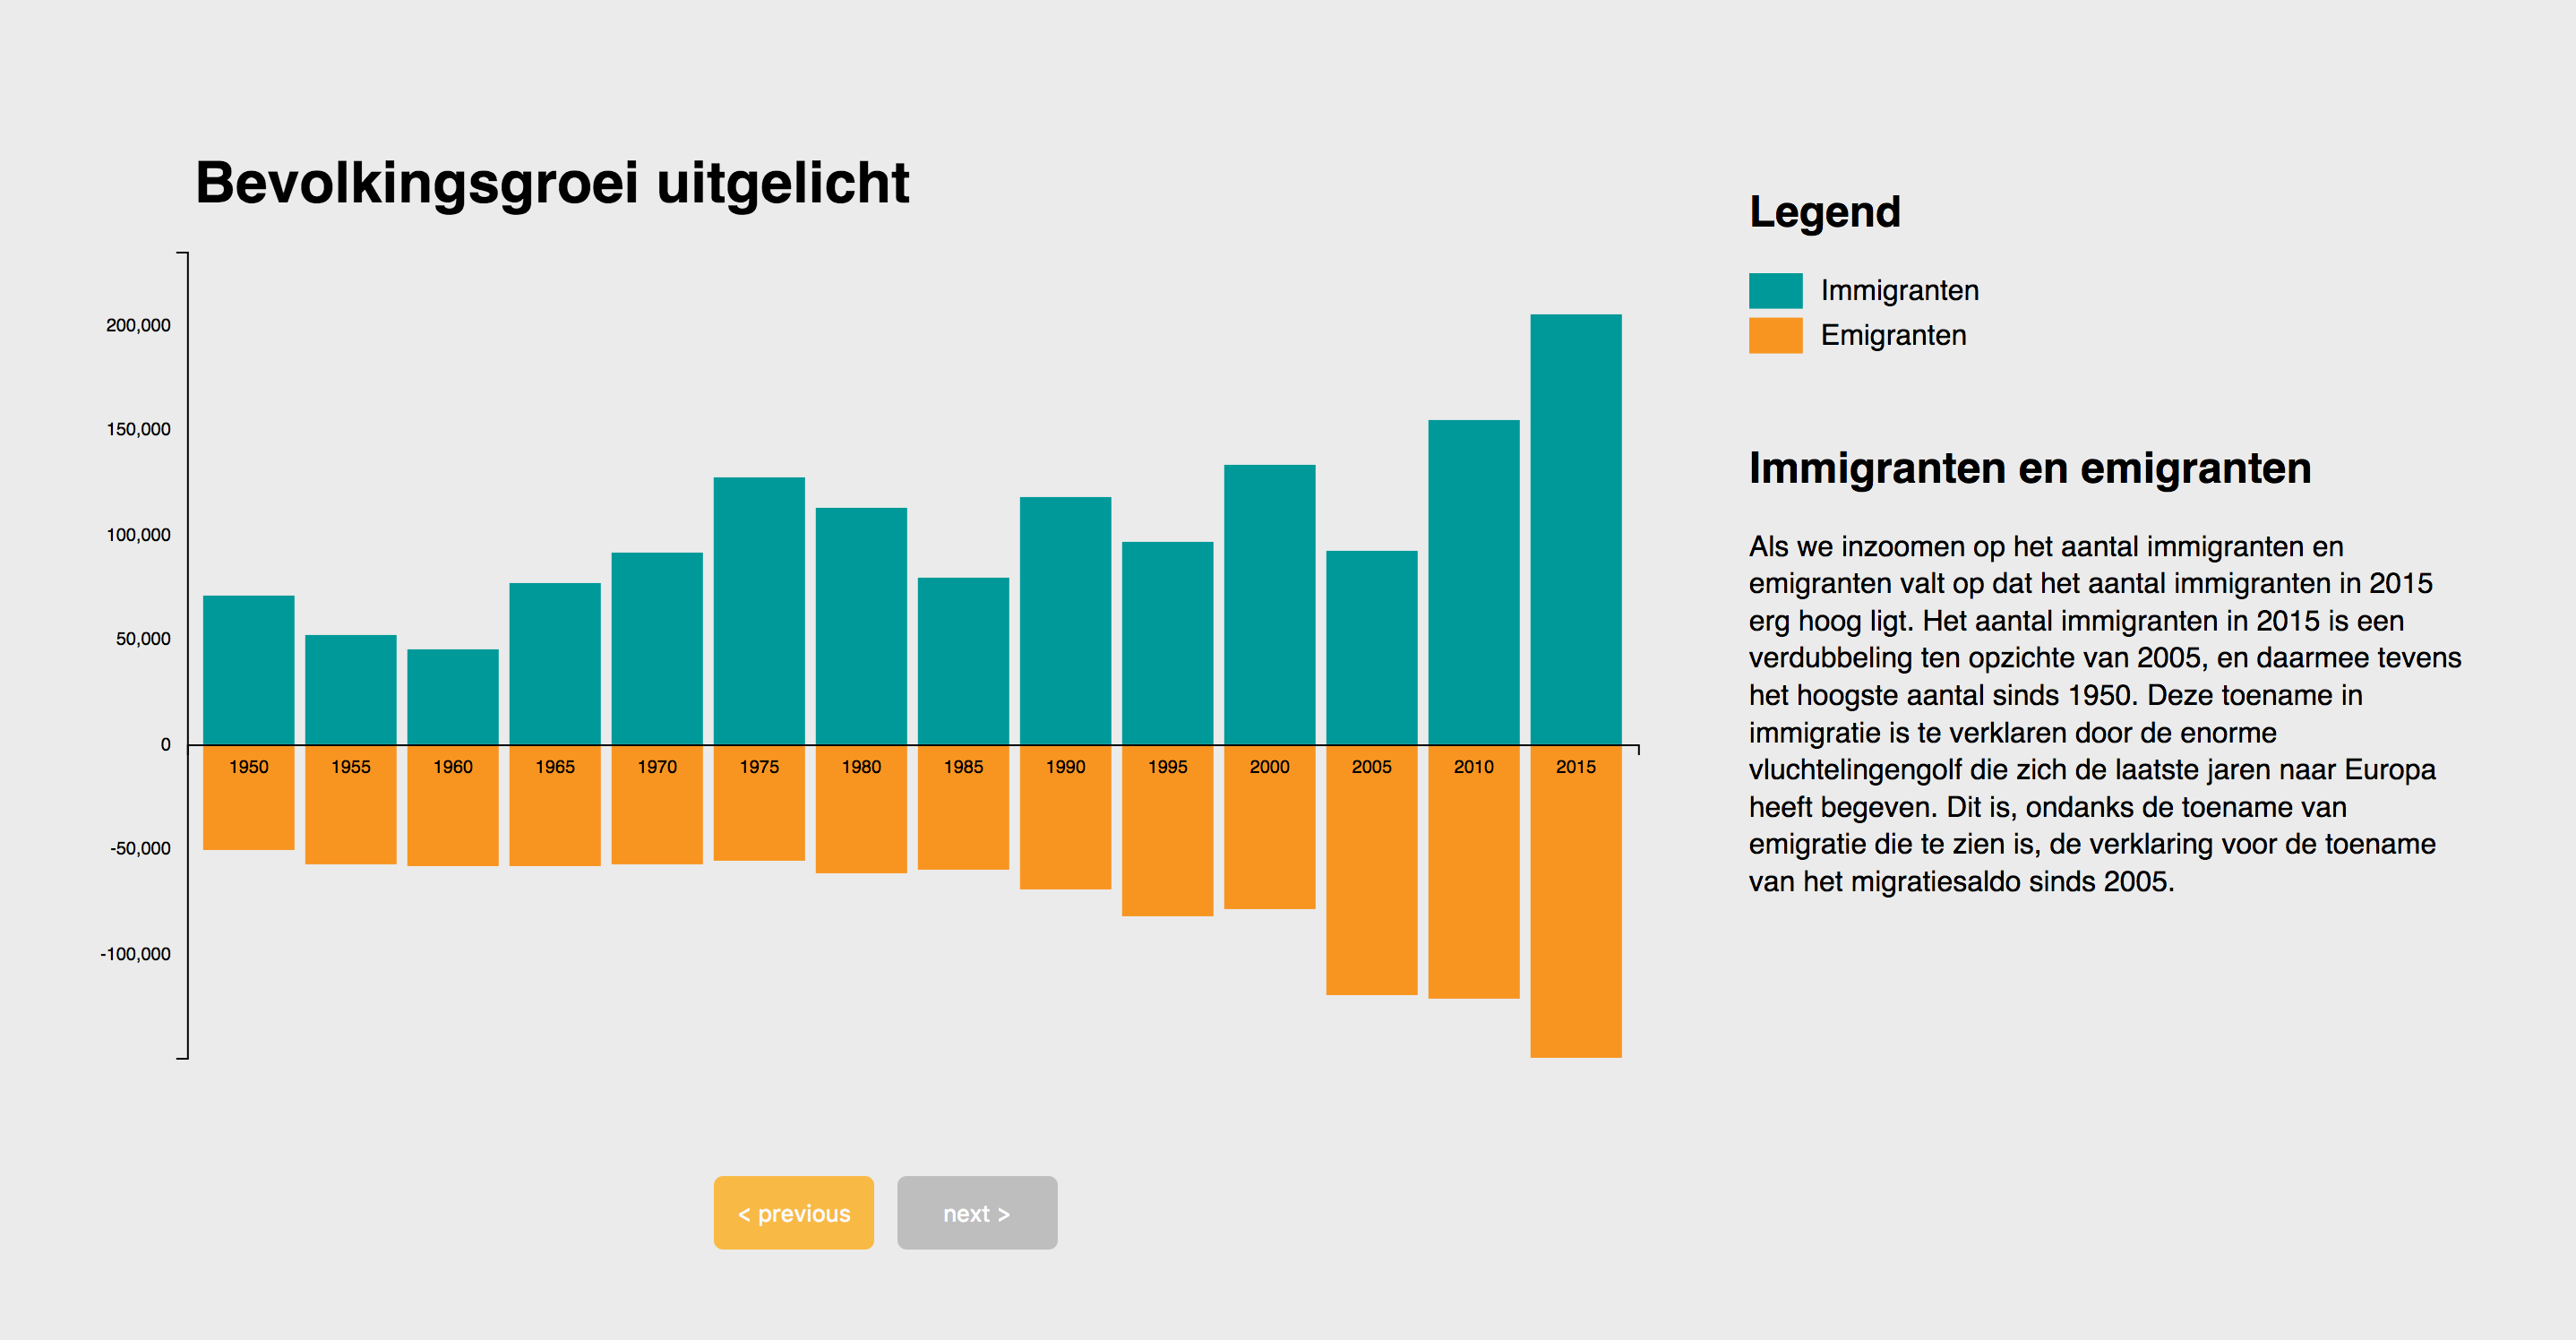 Bevolkingsgroei uitgelicht
200,000
150,000
100,000
50,000
0
-50,000
-100,000
1950 1955 1960 1965 1970 1975 1980 1985 1990 1995 2000 2005 2010 2015
Legend
Immigranten
Emigranten
Immigranten en emigranten
Als we inzoomen op het aantal immigranten en
emigranten valt op dat het aantal immigranten in 2015
erg hoog ligt. Het aantal immigranten in 2015 is een
verdubbeling ten opzichte van 2005, en daarmee tevens
het hoogste aantal sinds 1950. Deze toename in
immigratie is te verklaren door de enorme
vluchtelingengolf die zich de laatste jaren naar Europa
heeft begeven. Dit is, ondanks de toename van
emigratie die te zien is, de verklaring voor de toename
van het migratiesaldo sinds 2005.
< previous
next >